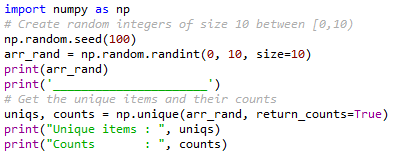 import numpy as np
# Create random integers of size 10 between [0,10)
np.random.seed(100)
arr_rand = np.random.randint(0, 10, size=10)
print(arr_rand)
print('______________________')
# Get the unique items and their counts
uniqs, counts = np.unique(arr_rand, return_counts=True)
print("Unique items : ", uniqs)
print("Counts       : ", counts)